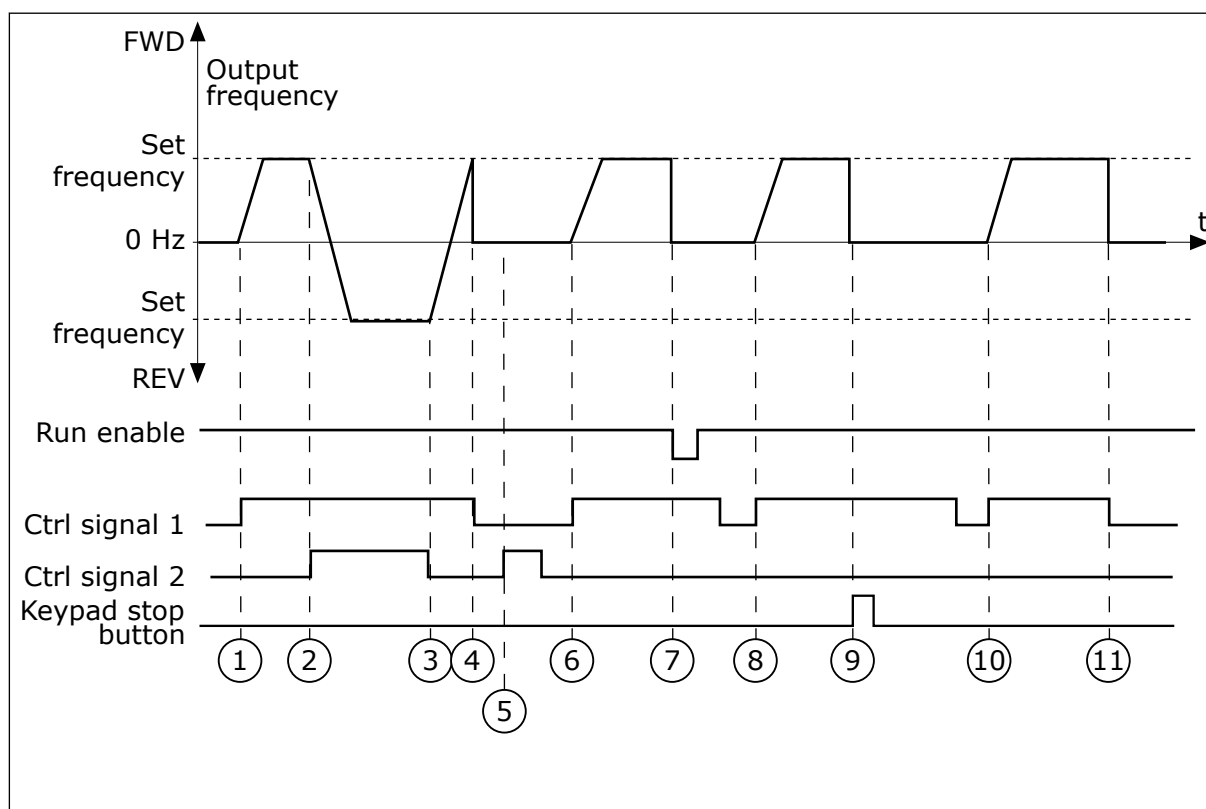 FWD
Output
frequency
Set
frequency
0 Hz
t
Set
frequency
REV
Run enable
Ctrl signal 1
Ctrl signal 2
Keypad stop
button
1
2
3
4
5
6
7
8
9
10
11